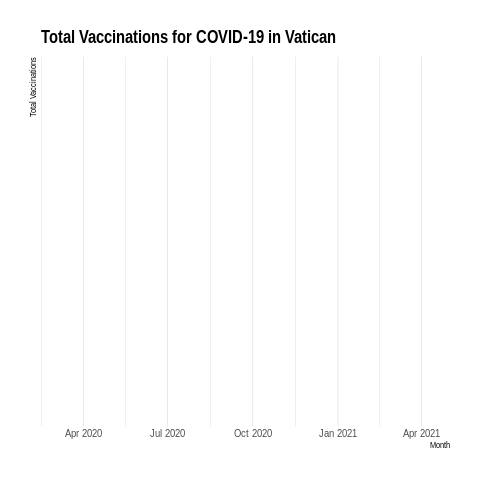 Total Vaccinations for COVID-19 in Vatican
Total Vaccinations
Apr 2020 Jul 2020 Oct 2020 Jan 2021 Apr 2021
Month